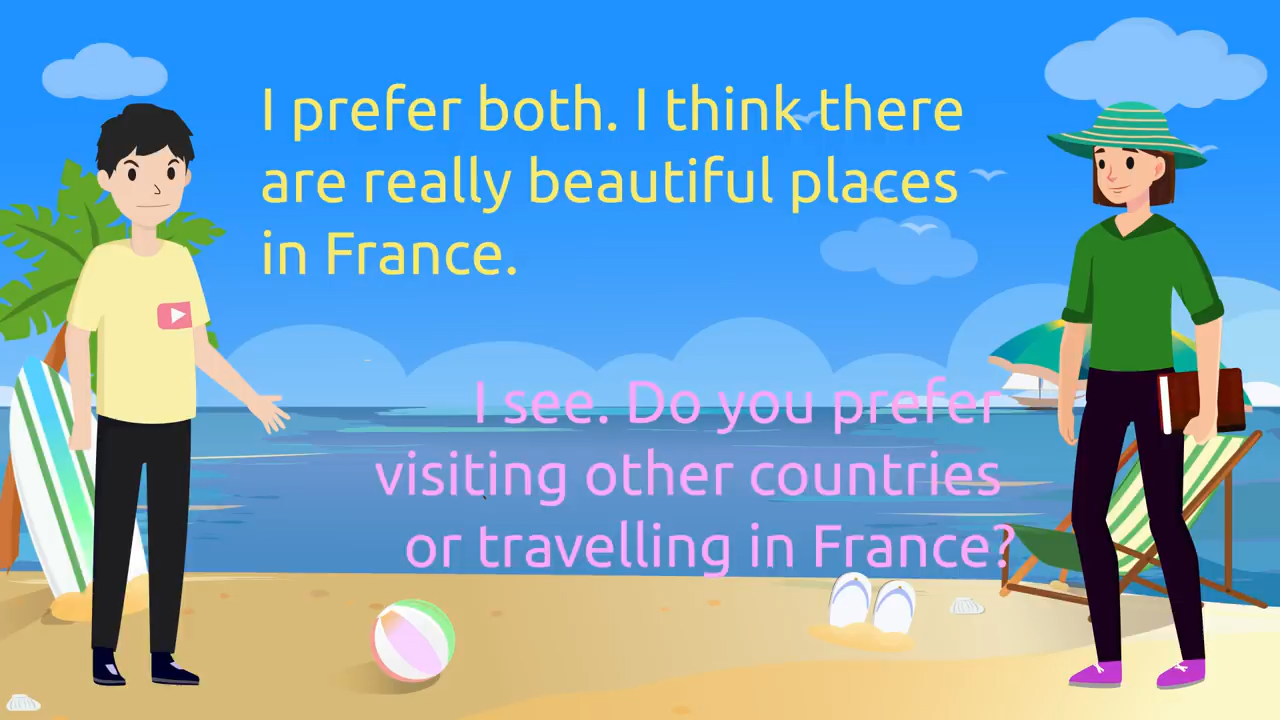 I prefer both. I think there
are really beautiful places
in France.
I see. Do you prefer
visiting other countries
or travelling in France?